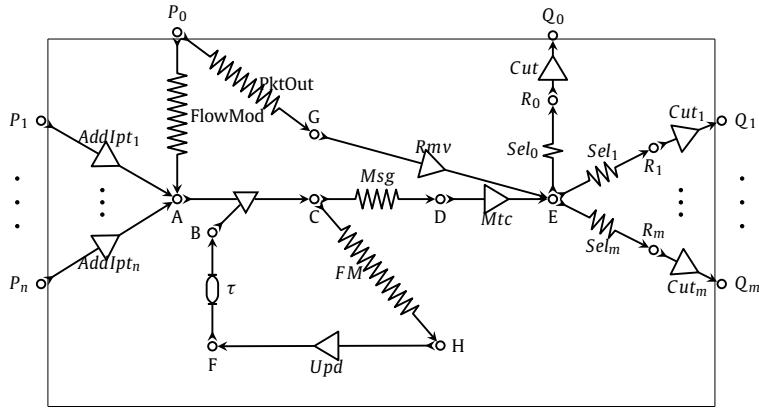 P₀
Q₀
Cut
PktOut
R₀
FlowMod
P₁
G
Cut₁
Q₁
AddIpt₁
Rmv
Sel₀
Sel₁
R₁
Msg
A
C
D
Mtc
E
B
Selₘ
Rₘ
AddIptₙ
FM
Pₙ
Cutₘ
Qₘ
τ
F
H
Upd